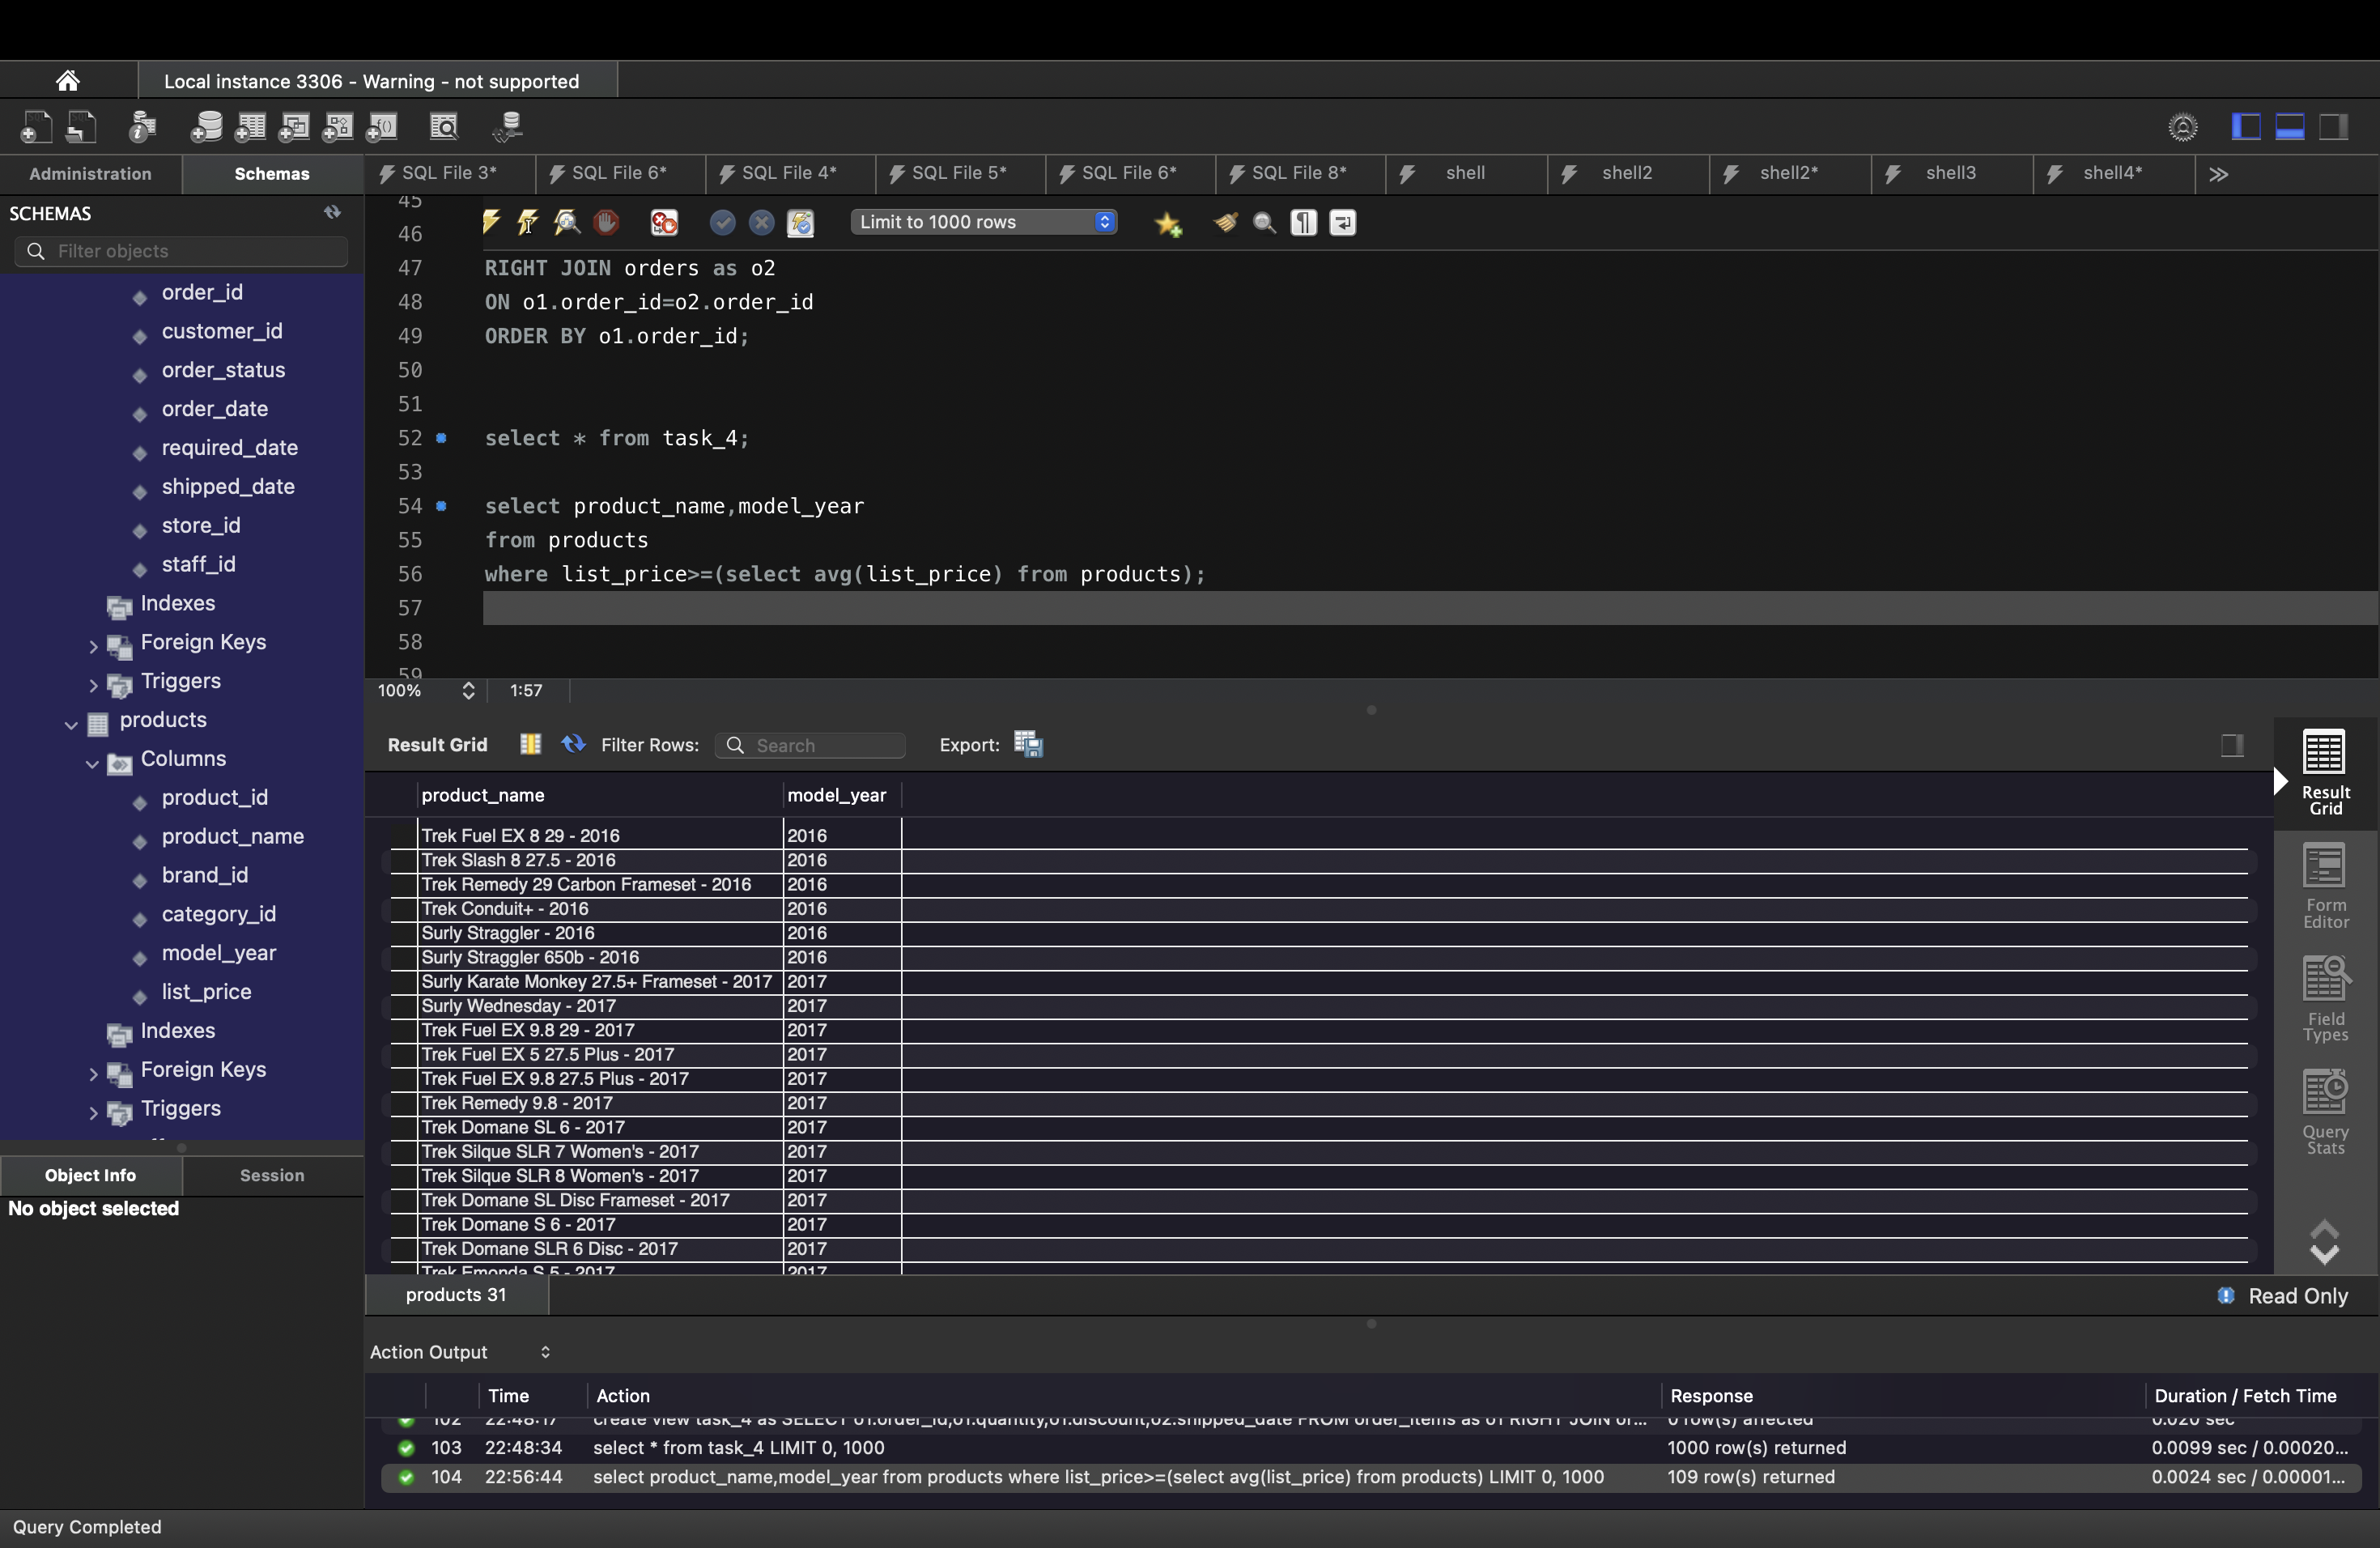 Local instance 3306 - Warning - not supported
Administration
Schemas
SQL File 3*
SQL File 6*
SQL File 4*
SQL File 5*
SQL File 6*
SQL File 8*
shell
shell2
shell2*
shell3
shell4*
SCHEMAS
Filter objects
order_id
customer_id
order_status
order_date
required_date
shipped_date
store_id
staff_id
Indexes
Foreign Keys
Triggers
products
Columns
product_id
product_name
brand_id
category_id
model_year
list_price
Indexes
Foreign Keys
Triggers
Object Info
Session
No object selected
Limit to 1000 rows
45
46
47 RIGHT JOIN orders as o2
48 ON o1.order_id=o2.order_id
49 ORDER BY o1.order_id;
50
51
52 select * from task_4;
53
54 select product_name,model_year
55 from products
56 where list_price>=(select avg(list_price) from products);
57
58
59
100%
1:57
Result Grid
Filter Rows:
Search
Export:
product_name model_year
Trek Fuel EX 8 29 - 2016 2016
Trek Slash 8 27.5 - 2016 2016
Trek Remedy 29 Carbon Frameset - 2016 2016
Trek Conduit+ - 2016 2016
Surly Straggler - 2016 2016
Surly Straggler 650b - 2016 2016
Surly Karate Monkey 27.5+ Frameset - 2017 2017
Surly Wednesday - 2017 2017
Trek Fuel EX 9.8 29 - 2017 2017
Trek Fuel EX 5 27.5 Plus - 2017 2017
Trek Fuel EX 9.8 27.5 Plus - 2017 2017
Trek Remedy 9.8 - 2017 2017
Trek Domane SL 6 - 2017 2017
Trek Silque SLR 7 Women's - 2017 2017
Trek Silque SLR 8 Women's - 2017 2017
Trek Domane SL Disc Frameset - 2017 2017
Trek Domane S 6 - 2017 2017
Trek Domane SLR 6 Disc - 2017 2017
Trek Emonda S 5 - 2017 2017
Result
Grid
Form
Editor
Field
Types
Query
Stats
products 31
Read Only
Action Output
Time Action Response Duration / Fetch Time
102 22:48:17 create view task_4 as SELECT o1.order_id,o1.quantity,o1.discount,o2.shipped_date FROM order_items as o1 RIGHT JOIN or... 0 row(s) affected 0.020 sec
103 22:48:34 select * from task_4 LIMIT 0, 1000 1000 row(s) returned 0.0099 sec / 0.00020...
104 22:56:44 select product_name,model_year from products where list_price>=(select avg(list_price) from products) LIMIT 0, 1000 109 row(s) returned 0.0024 sec / 0.00001...
Query Completed